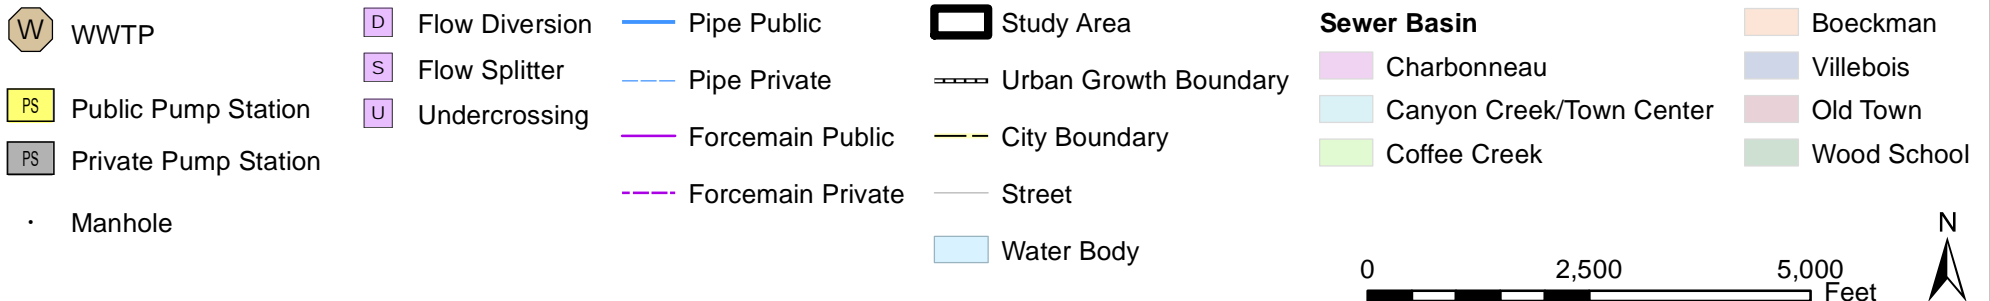 W WWTP
PS Public Pump Station
PS Private Pump Station
Manhole
D Flow Diversion
S Flow Splitter
U Undercrossing
Pipe Public
Pipe Private
Forcemain Public
Forcemain Private
Study Area
Urban Growth Boundary
City Boundary
Street
Water Body
Sewer Basin
Charbonneau
Canyon Creek/Town Center
Coffee Creek
Boeckman
Villebois
Old Town
Wood School
0 2,500 5,000
Feet
N